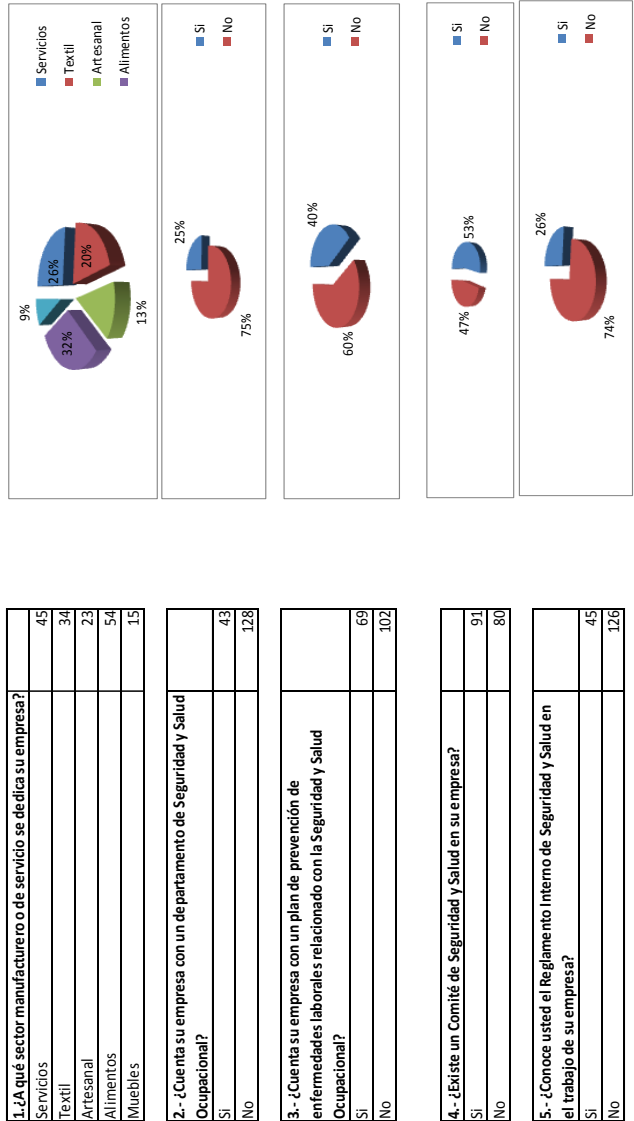 1.¿A qué sector manufacturero o de servicio se dedica su empresa?
Servicios 45
Textil 34
Artesanal 23
Alimentos 54
Muebles 15
9%
26%
20%
32%
13%
Servicios
Textil
Artesanal
Alimentos
2.- ¿Cuenta su empresa con un departamento de Seguridad y Salud
Ocupacional?
Si 43
No 128
25%
75%
Si
No
3.- ¿Cuenta su empresa con un plan de prevención de
enfermedades laborales relacionado con la Seguridad y Salud
Ocupacional?
Si 69
No 102
40%
60%
Si
No
4.- ¿Existe un Comité de Seguridad y Salud en su empresa?
Si 91
No 80
53%
47%
Si
No
5.- ¿Conoce usted el Reglamento Interno de Seguridad y Salud en
el trabajo de su empresa?
Si 45
No 126
26%
74%
Si
No